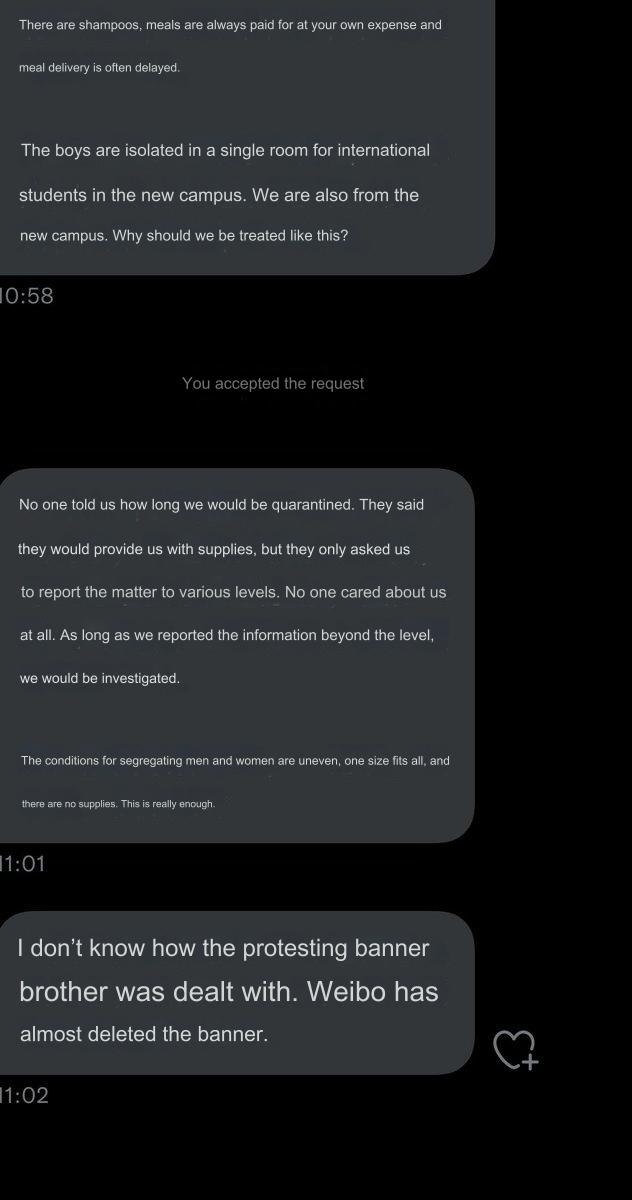 There are shampoos, meals are always paid for at your own expense and
meal delivery is often delayed.
The boys are isolated in a single room for international
students in the new campus. We are also from the
new campus. Why should we be treated like this?
10:58
You accepted the request
No one told us how long we would be quarantined. They said
they would provide us with supplies, but they only asked us
to report the matter to various levels. No one cared about us
at all. As long as we reported the information beyond the level,
we would be investigated.
The conditions for segregating men and women are uneven, one size fits all, and
there are no supplies. This is really enough.
11:01
I don’t know how the protesting banner
brother was dealt with. Weibo has
almost deleted the banner.
11:02